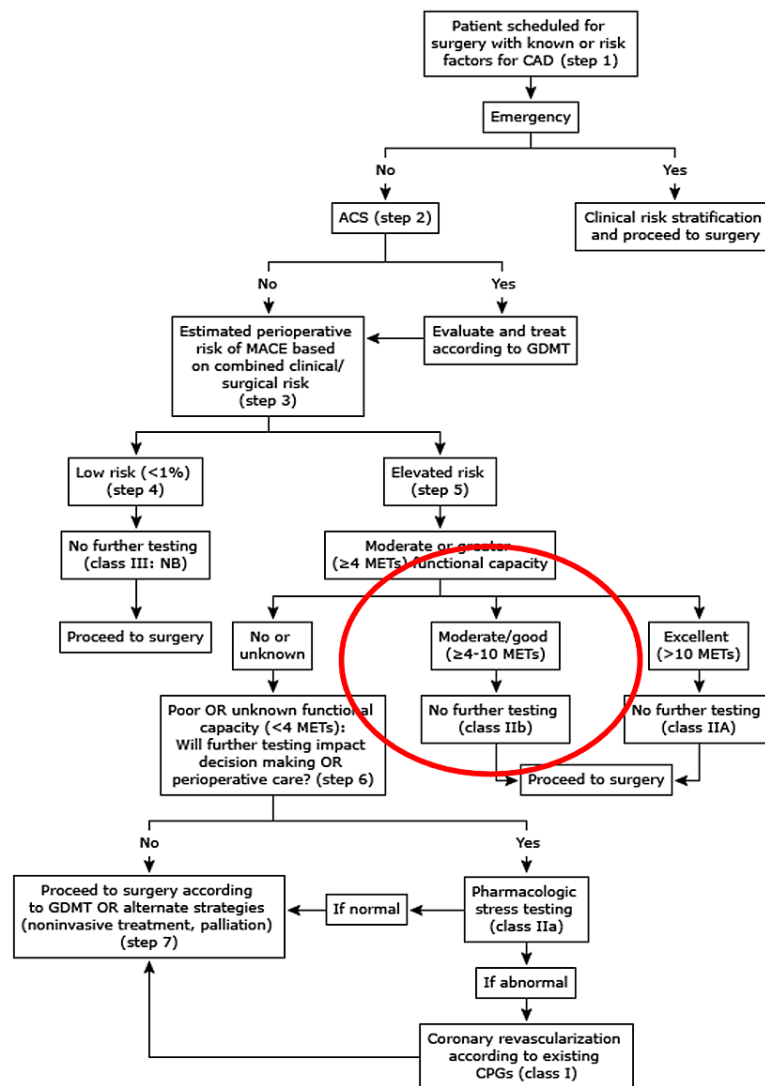 Patient scheduled for
surgery with known or risk
factors for CAD (step 1)
Emergency
No
Yes
ACS (step 2)
Clinical risk stratification
and proceed to surgery
No
Yes
Estimated perioperative
risk of MACE based
on combined clinical/
surgical risk
(step 3)
Evaluate and treat
according to GDMT
Low risk (<1%)
(step 4)
Elevated risk
(step 5)
No further testing
(class III: NB)
Moderate or greater
(≥4 METs) functional capacity
Proceed to surgery
No or
unknown
Moderate/good
(≥4-10 METs)
Excellent
(>10 METs)
Poor OR unknown functional
capacity (<4 METs):
Will further testing impact
decision making OR
perioperative care? (step 6)
No further testing
(class IIb)
No further testing
(class IIA)
Proceed to surgery
No
Yes
Proceed to surgery according
to GDMT OR alternate strategies
(noninvasive treatment, palliation)
(step 7)
If normal
Pharmacologic
stress testing
(class IIa)
If abnormal
Coronary revascularization
according to existing
CPGs (class I)